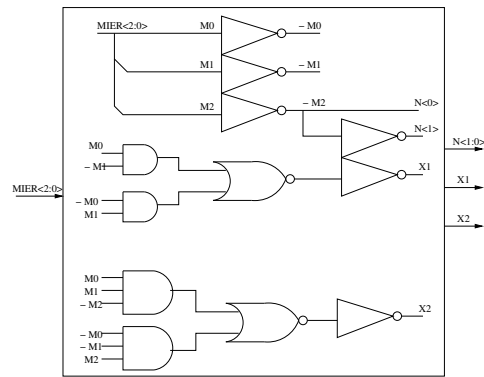 MIER<2:0>
M0
− M0
M1
− M1
M2
− M2
N<0>
N<1>
N<1:0>
M0
− M1
X1
X1
MIER<2:0>
− M0
M1
X2
M0
M1
− M2
X2
− M0
− M1
M2